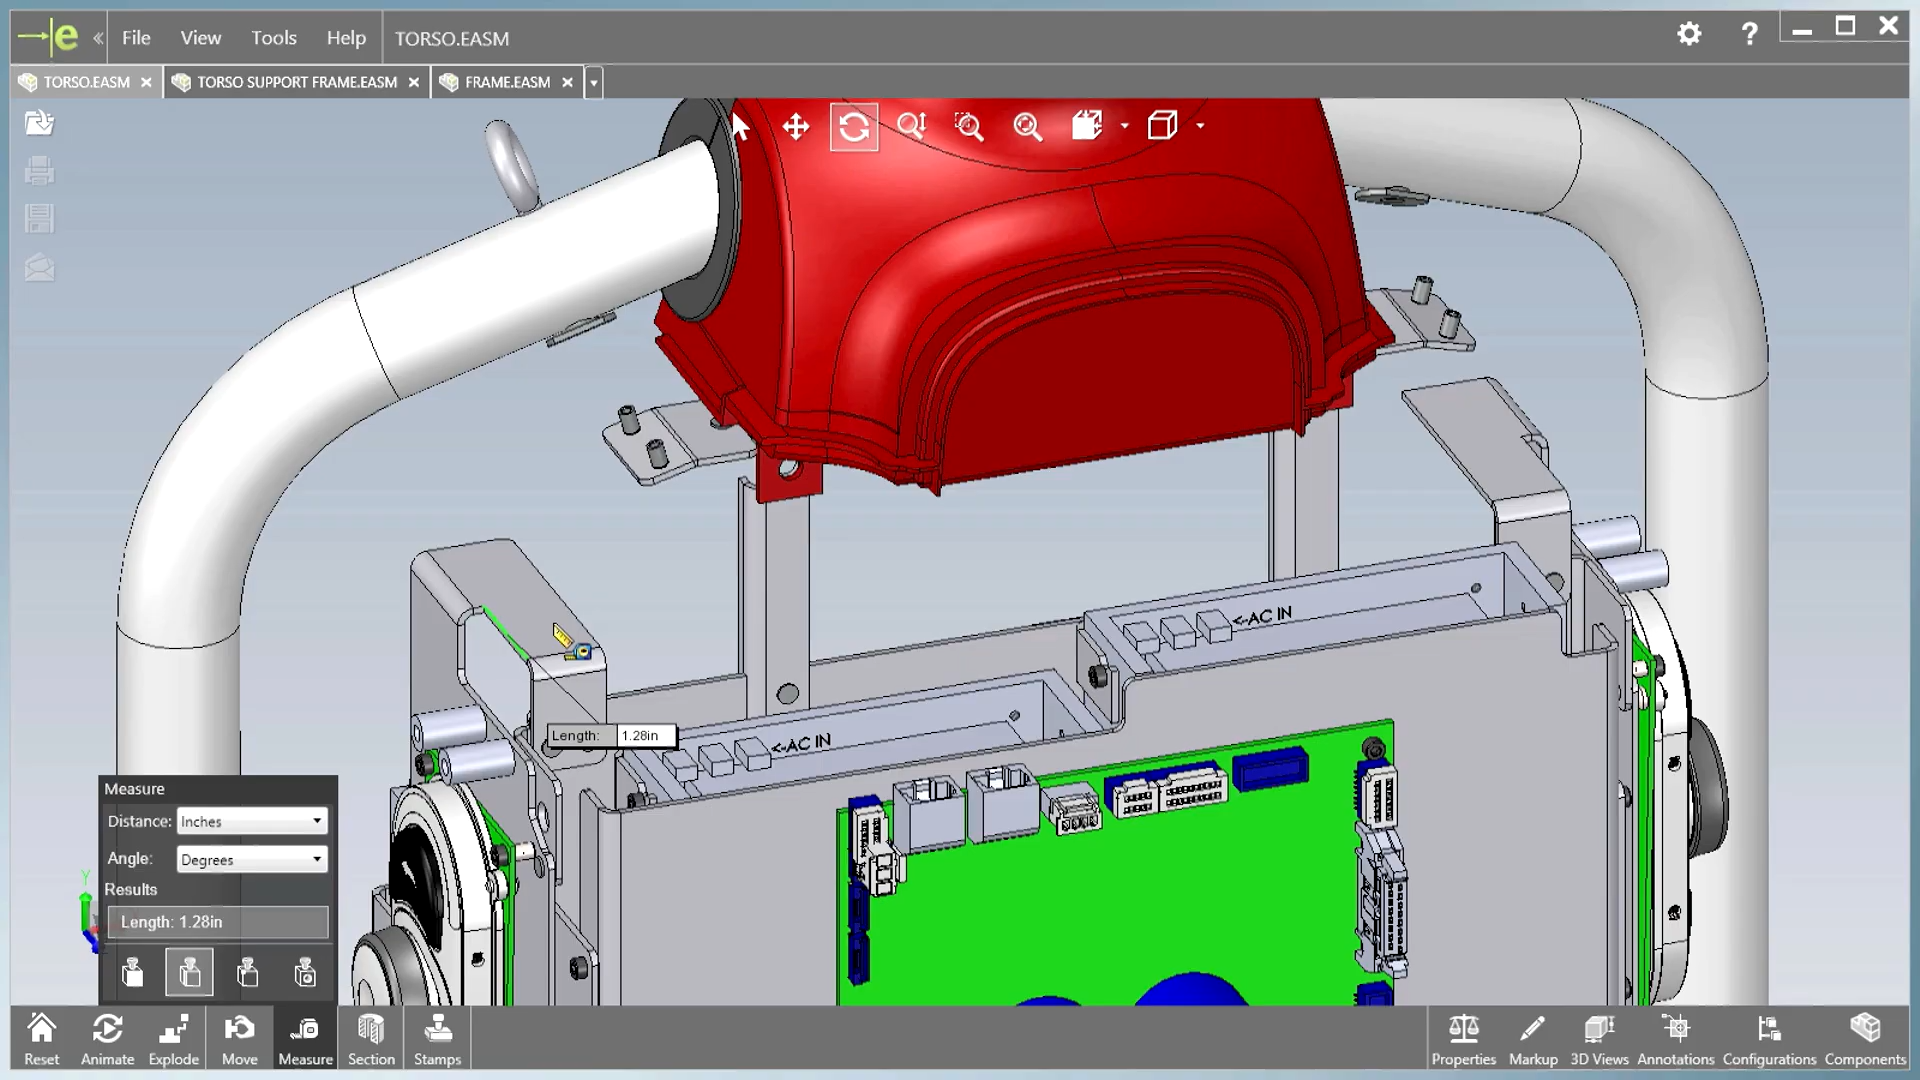 e « File View Tools Help TORSO.EASM ?
TORSO.EASM × TORSO SUPPORT FRAME.EASM × FRAME.EASM ×
<-AC IN
<-AC IN
Length: 1.28in
Measure
Distance: Inches
Angle: Degrees
Results
Length: 1.28in
Y
Reset Animate Explode Move Measure Section Stamps Properties Markup 3D Views Annotations Configurations Components